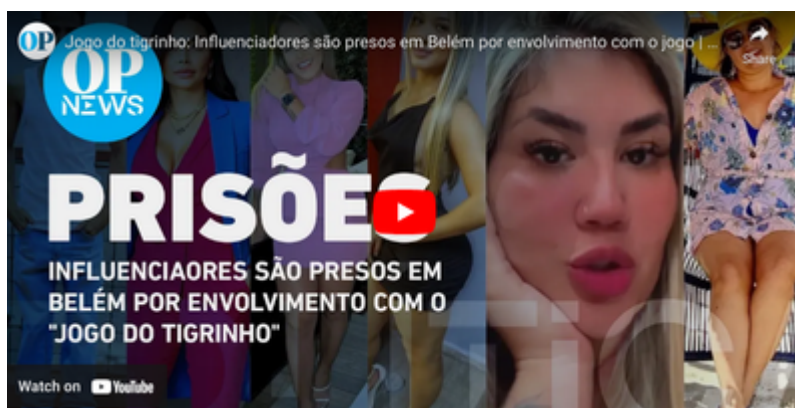 OP Jogo do tigrinho: Influenciadores são presos em Belém por envolvimento com o jogo | ...
Share
OP
NEWS
PRISÕES
INFLUENCIAORES SÃO PRESOS EM
BELÉM POR ENVOLVIMENTO COM O
"JOGO DO TIGRINHO"
Watch on YouTube